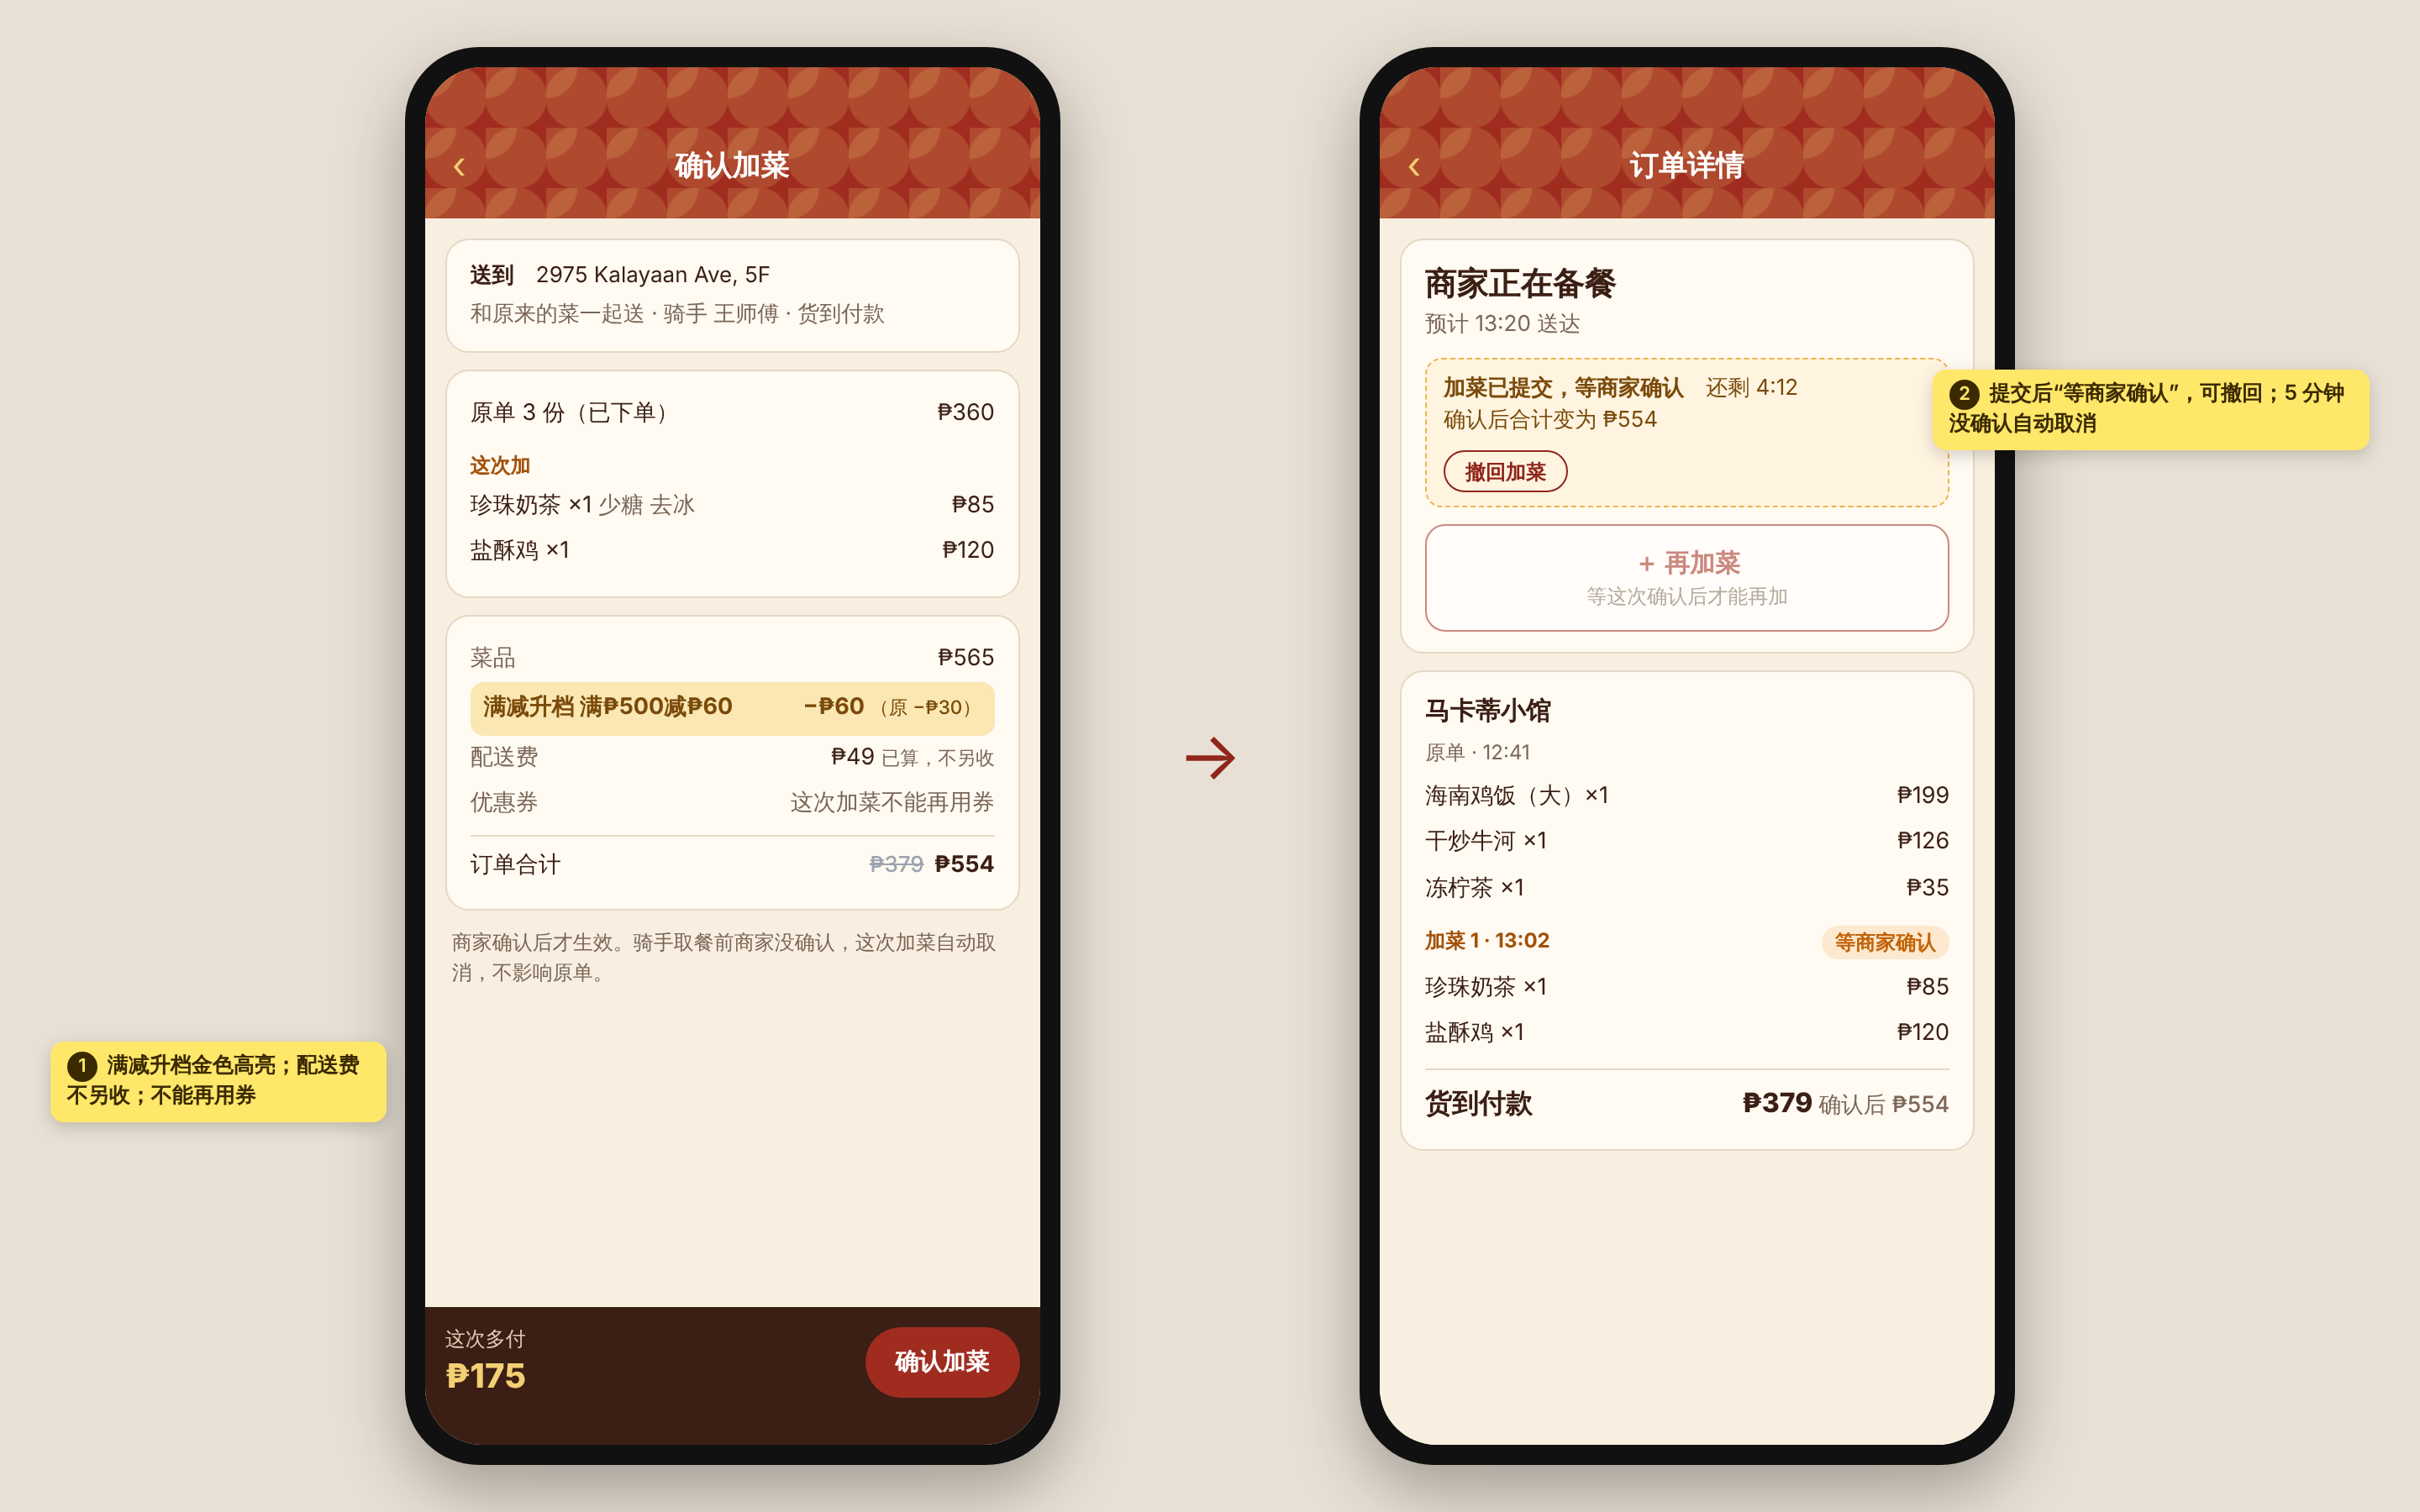 ‹ 确认加菜
送到 2975 Kalayaan Ave, 5F
和原来的菜一起送 · 骑手 王师傅 · 货到付款
原单 3 份（已下单） ₱360
这次加
珍珠奶茶 ×1 少糖 去冰 ₱85
盐酥鸡 ×1 ₱120
菜品 ₱565
满减升档 满₱500减₱60 −₱60 （原 −₱30）
配送费 ₱49 已算，不另收
优惠券 这次加菜不能再用券
订单合计 ₱379 ₱554
商家确认后才生效。骑手取餐前商家没确认，这次加菜自动取
消，不影响原单。
这次多付
₱175
确认加菜
1 满减升档金色高亮；配送费
不另收；不能再用券
→
‹ 订单详情
商家正在备餐
预计 13:20 送达
加菜已提交，等商家确认 还剩 4:12
确认后合计变为 ₱554
撤回加菜
+ 再加菜
等这次确认后才能再加
马卡蒂小馆
原单 · 12:41
海南鸡饭（大）×1 ₱199
干炒牛河 ×1 ₱126
冻柠茶 ×1 ₱35
加菜 1 · 13:02 等商家确认
珍珠奶茶 ×1 ₱85
盐酥鸡 ×1 ₱120
货到付款 ₱379 确认后 ₱554
2 提交后“等商家确认”，可撤回；5 分钟
没确认自动取消